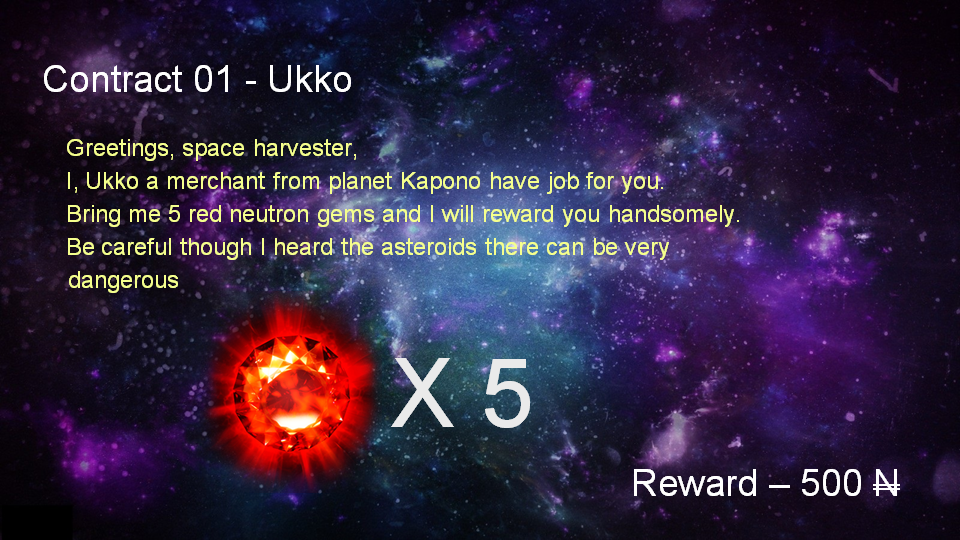 Contract 01 - Ukko
Greetings, space harvester,
I, Ukko a merchant from planet Kapono have job for you.
Bring me 5 red neutron gems and I will reward you handsomely.
Be careful though I heard the asteroids there can be very
dangerous
X 5
Reward – 500 ₦